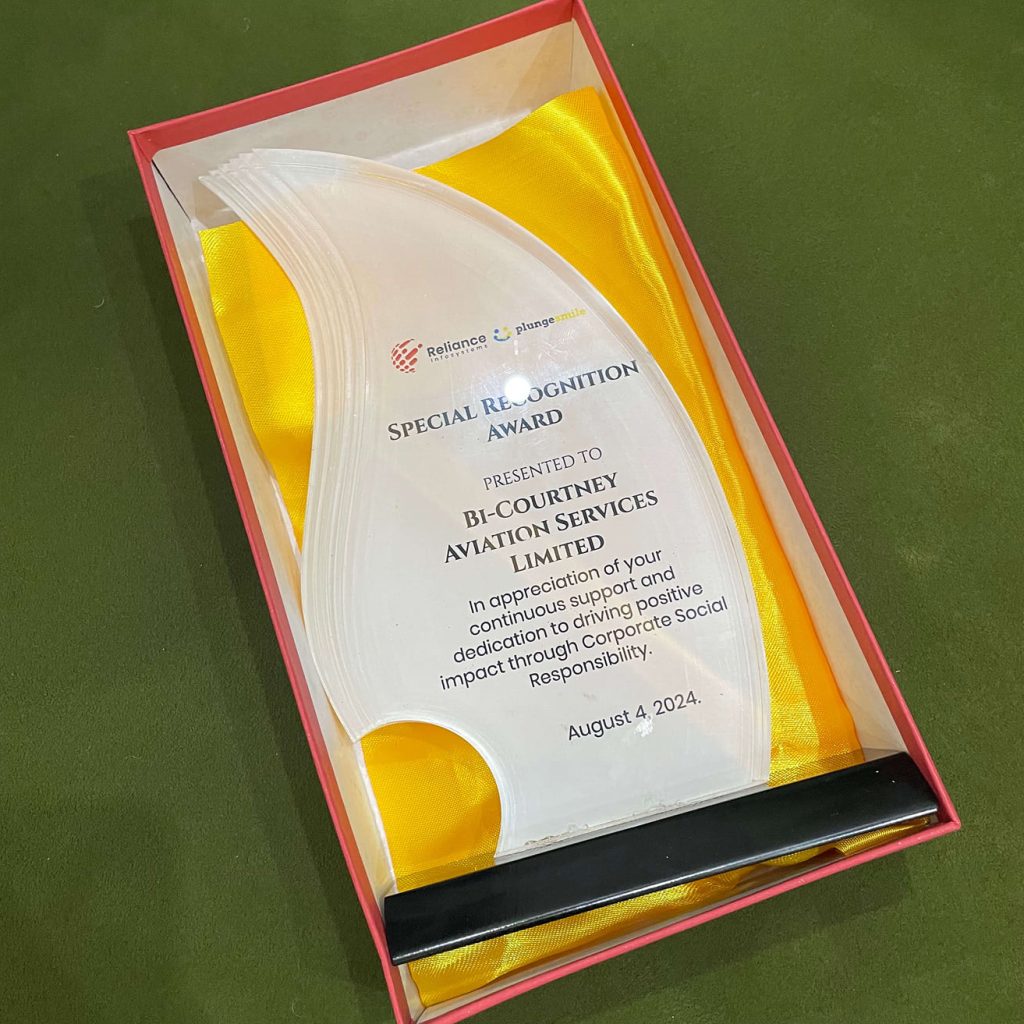 Reliance
infosystems
plungesmile
SPECIAL RECOGNITION
AWARD
PRESENTED TO
BI-COURTNEY
AVIATION SERVICES
LIMITED
In appreciation of your
continuous support and
dedication to driving positive
impact through Corporate Social
Responsibility.
August 4, 2024.